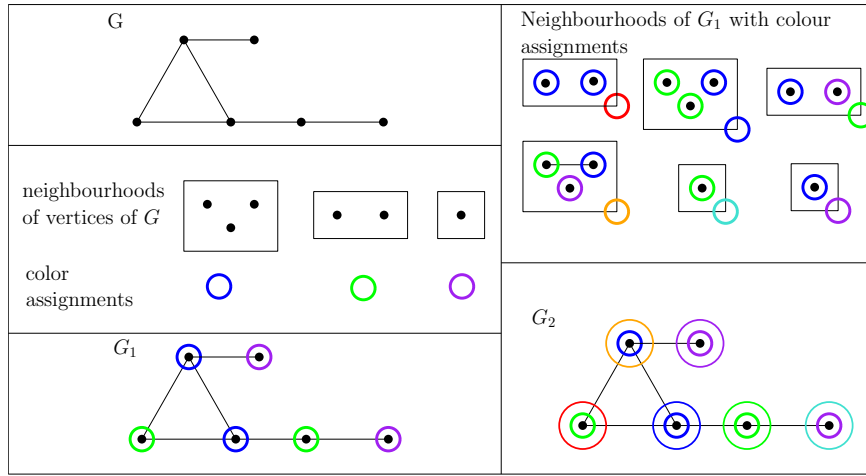 G
neighbourhoods
of vertices of G
color
assignments
G₁
Neighbourhoods of G₁ with colour
assignments
G₂